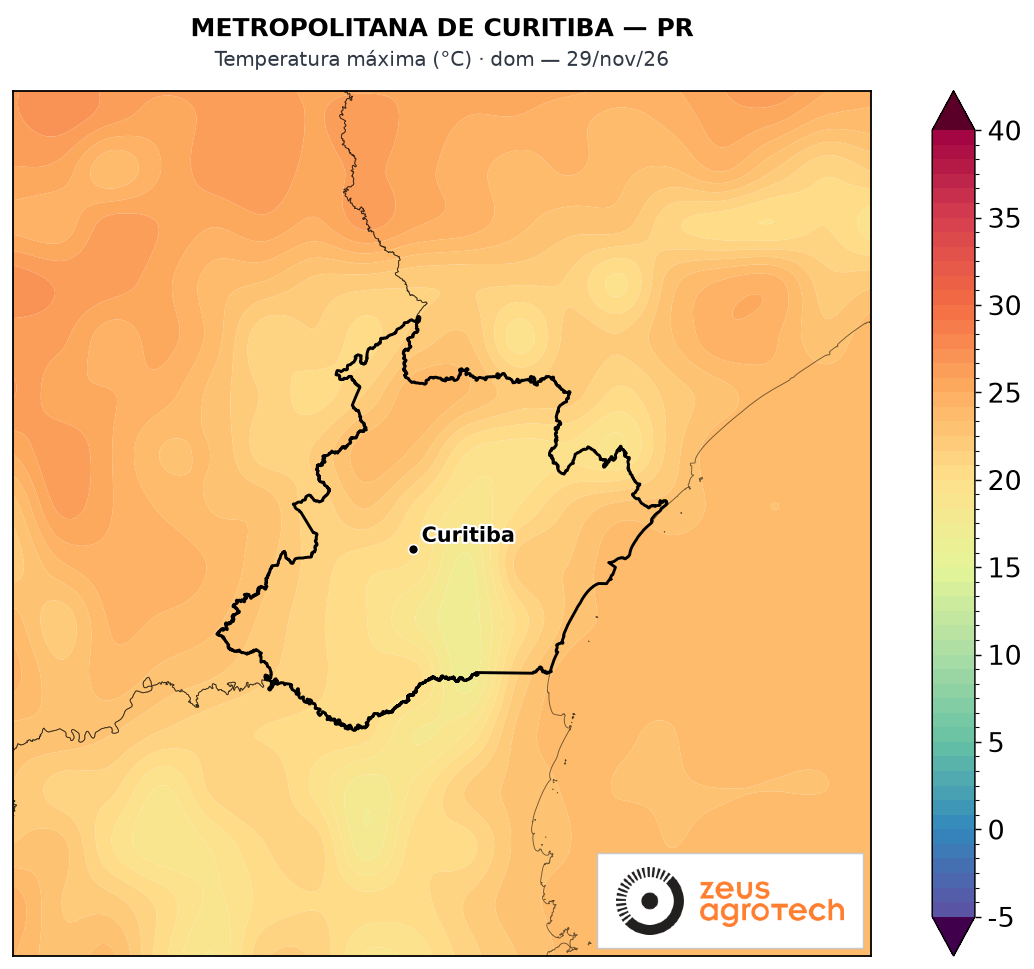 METROPOLITANA DE CURITIBA — PR
Temperatura máxima (°C) · dom — 29/nov/26
40
35
30
25
20
15
10
5
0
-5
Curitiba
zeus
agrotech